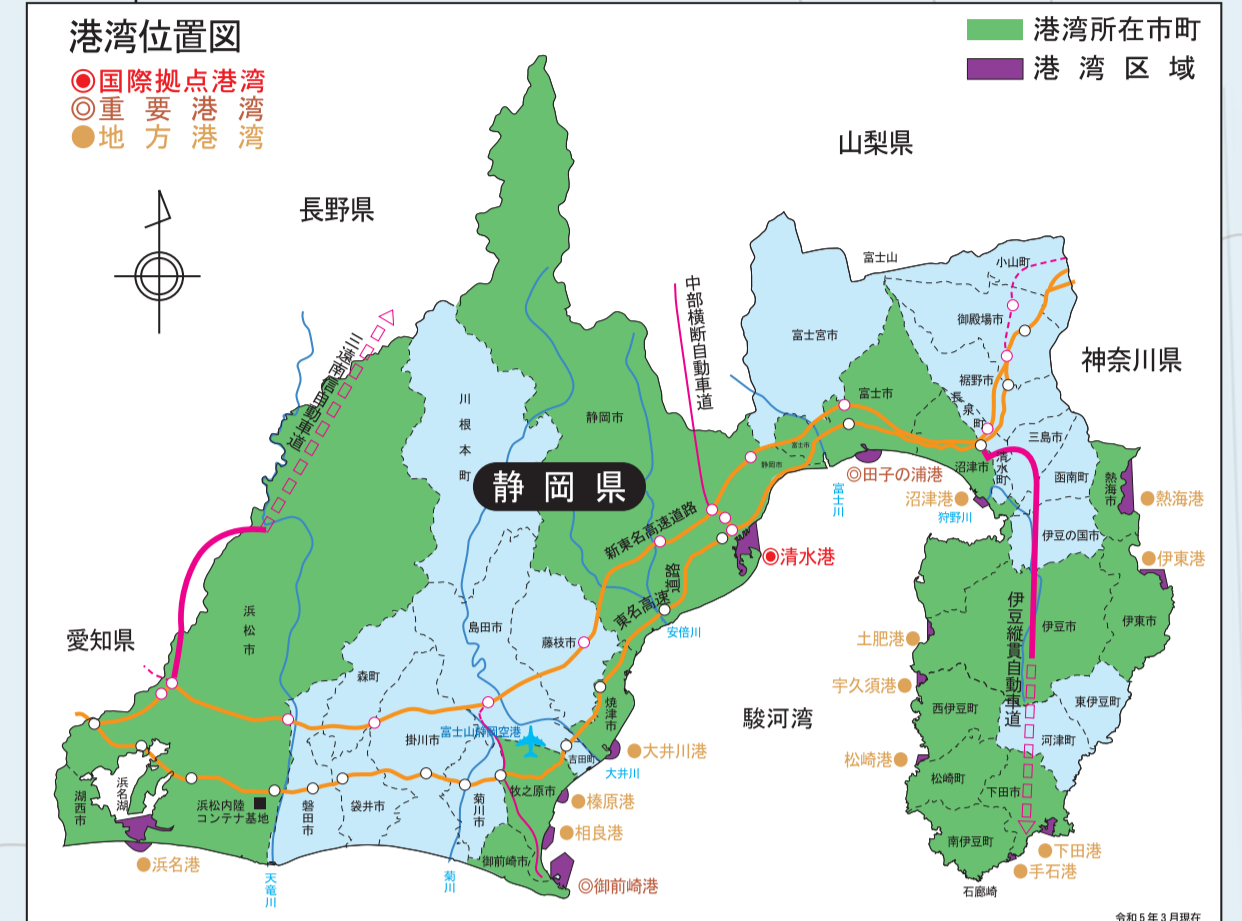 港湾位置図
◉国際拠点港湾
◎重要港湾
●地方港湾
港湾所在市町
港湾区域
山梨県
長野県
神奈川県
愛知県
静岡県
駿河湾
富士山
小山町
御殿場市
富士宮市
裾野市
長泉町
富士市
三島市
沼津市
清水町
函南町
熱海市
伊豆の国市
伊豆市
伊東市
東伊豆町
西伊豆町
河津町
松崎町
下田市
南伊豆町
石廊崎
静岡市
静岡市
富士市
川根本町
島田市
藤枝市
焼津市
吉田町
牧之原市
御前崎市
菊川市
掛川市
袋井市
磐田市
森町
浜松市
湖西市
浜名湖
浜松内陸
コンテナ基地
富士山静岡空港
三遠南信自動車道
中部横断自動車道
新東名高速道路
東名高速道路
伊豆縦貫自動車道
富士川
狩野川
安倍川
大井川
菊川
天竜川
◎田子の浦港
沼津港●
●熱海港
●伊東港
◉清水港
土肥港●
宇久須港●
松崎港●
●下田港
●手石港
●大井川港
●榛原港
●相良港
◎御前崎港
●浜名港
令和5年3月現在